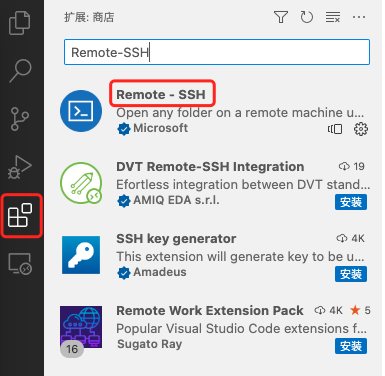 扩展: 商店
Remote-SSH
Remote - SSH
Open any folder on a remote machine u...
Microsoft
DVT Remote-SSH Integration 19
Efortless integration between DVT stand...
AMIQ EDA s.r.l. 安装
SSH key generator 4K
This extension will generate key to be u...
Amadeus 安装
Remote Work Extension Pack 4K 5
Popular Visual Studio Code extensions f...
Sugato Ray 安装
16